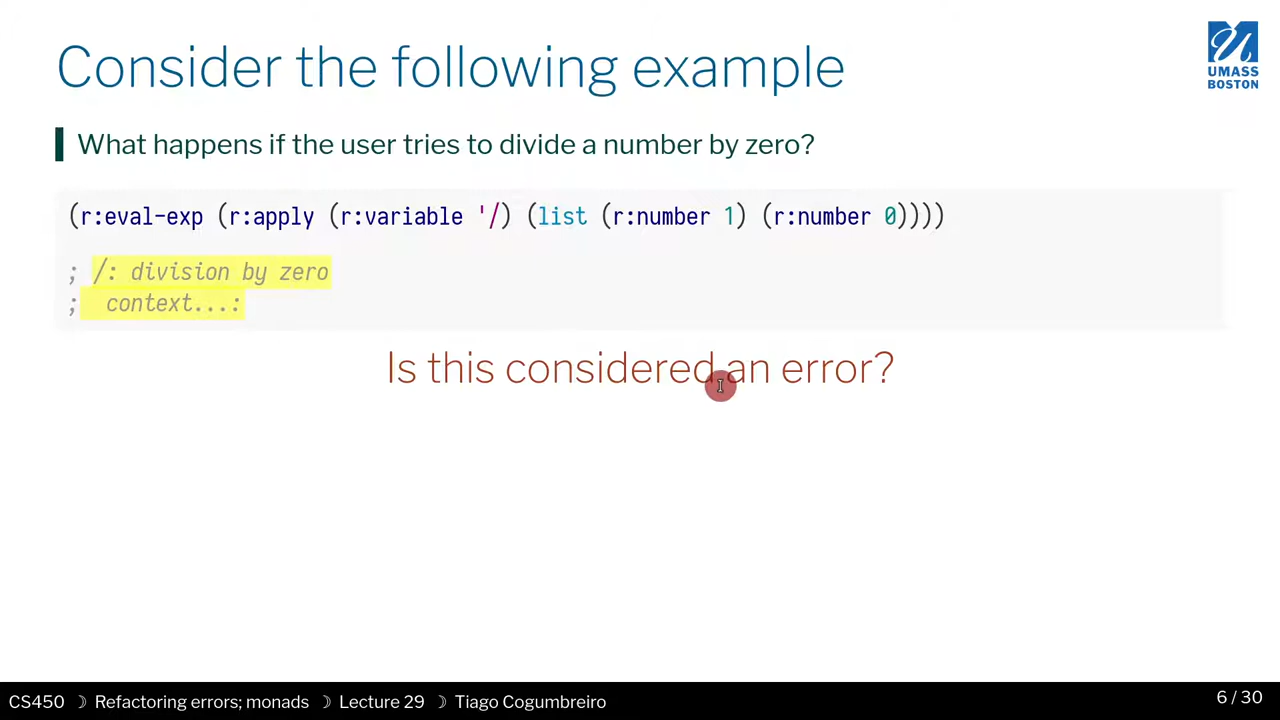 Consider the following example
UMASS
BOSTON
What happens if the user tries to divide a number by zero?
(r:eval-exp (r:apply (r:variable '/) (list (r:number 1) (r:number 0))))
; /: division by zero
;  context...:
Is this considered an error?
CS450 ☽ Refactoring errors; monads ☽ Lecture 29 ☽ Tiago Cogumbreiro
6 / 30